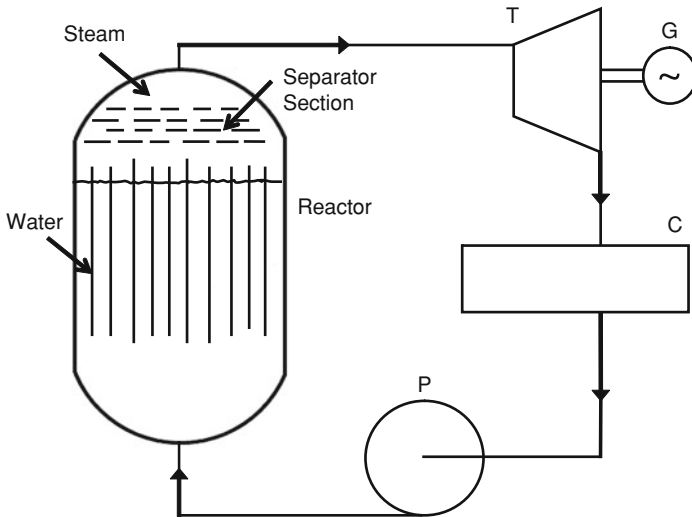 T
G
Steam
Separator
Section
Reactor
Water
C
P
~